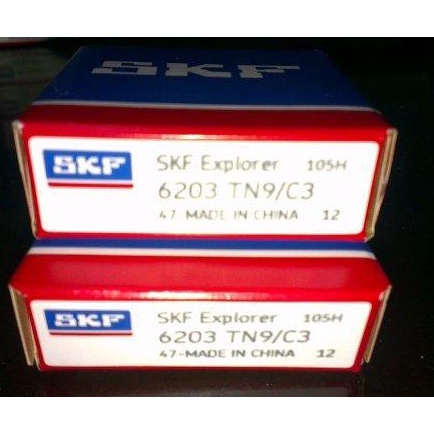 SKF
SKF
SKF Explorer 105H
6203 TN9/C3
47 MADE IN CHINA 12
SKF
SKF Explorer 105H
6203 TN9/C3
47-MADE IN CHINA 12